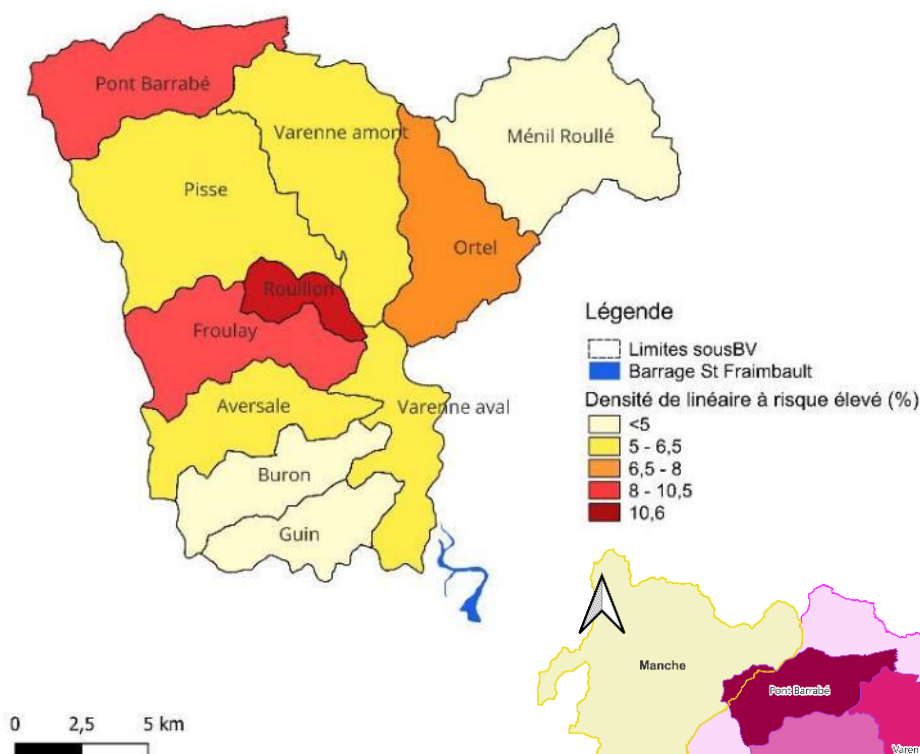 Pont Barrabé
Varenne amont
Ménil Roullé
Pisse
Ortel
Rouillon
Froulay
Aversale
Varenne aval
Buron
Guin
Légende
Limites sousBV
Barrage St Fraimbault
Densité de linéaire à risque élevé (%)
<5
5 - 6,5
6,5 - 8
8 - 10,5
10,6
Manche
Pont Barrabé
Varen
0 2,5 5 km